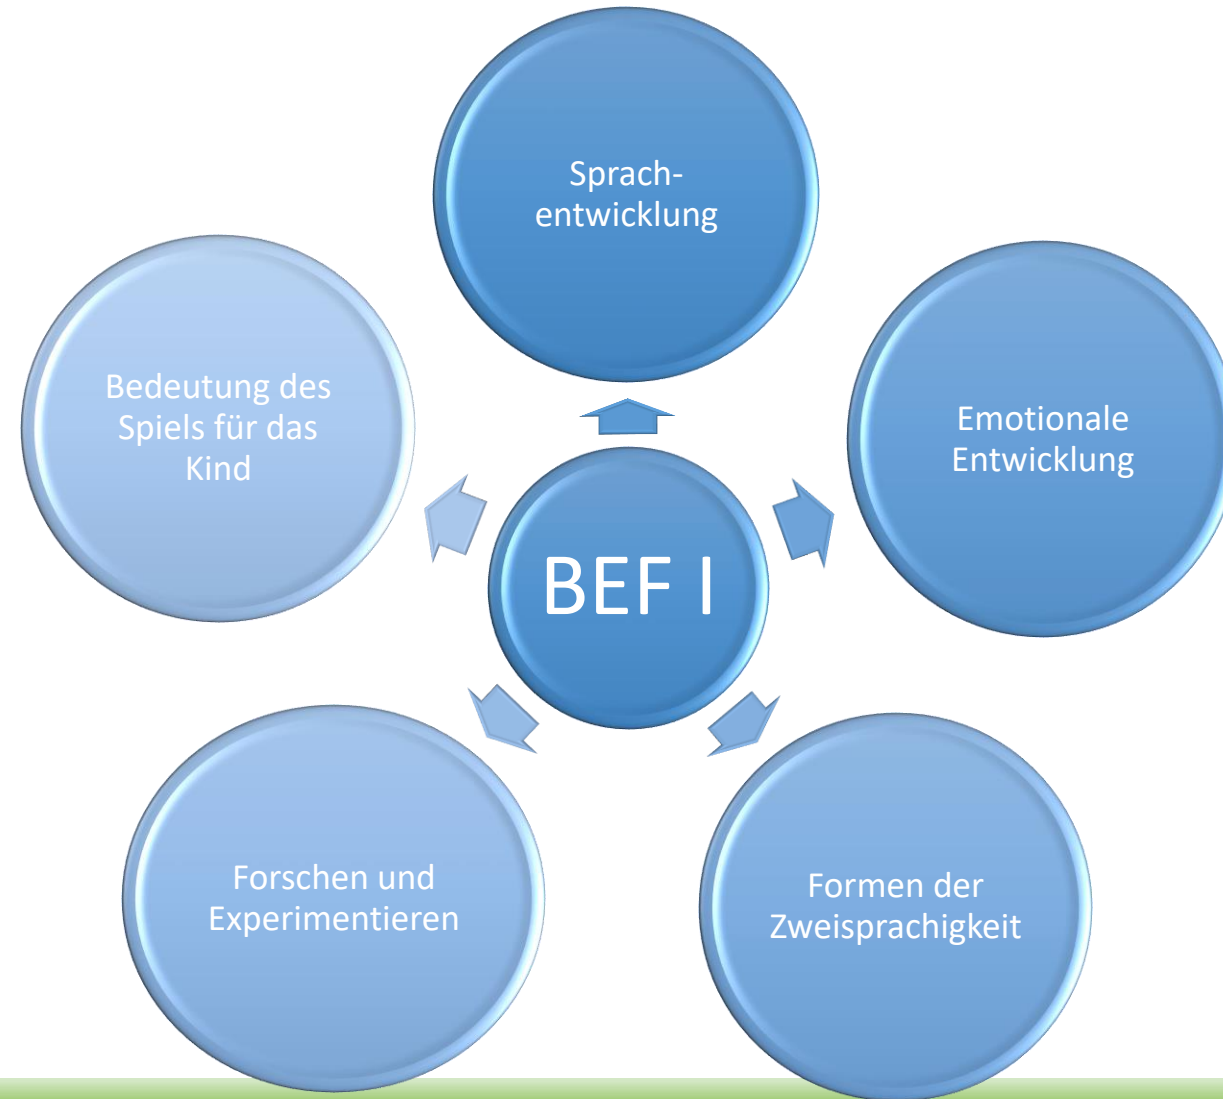 Sprach-
entwicklung
Emotionale
Entwicklung
Formen der
Zweisprachigkeit
Forschen und
Experimentieren
Bedeutung des
Spiels für das
Kind
BEF I